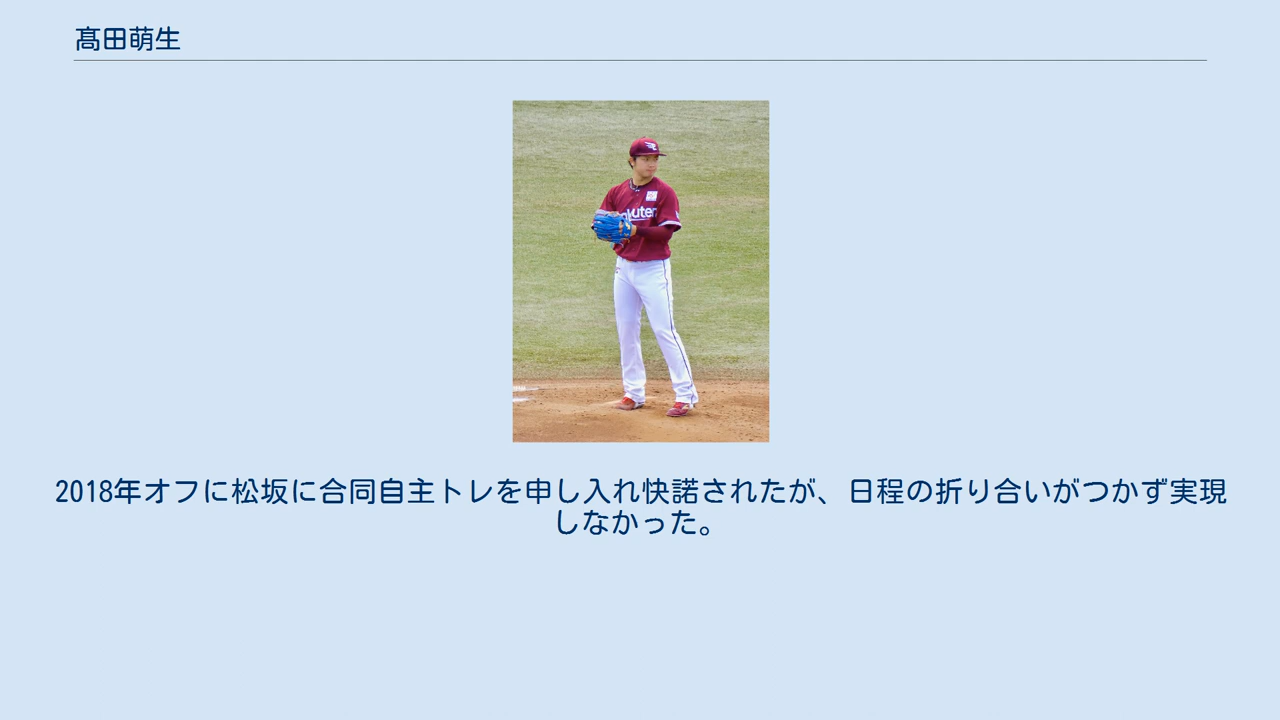 髙田萌生
Rakuten
2018年オフに松坂に合同自主トレを申し入れ快諾されたが、日程の折り合いがつかず実現
しなかった。